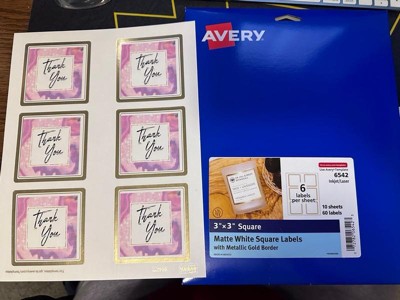 Thank
You
Thank
You
Thank
You
Thank
You
Thank
You
Thank
You
AVERY
6
labels
per sheet
6542
Inkjet/Laser
10 sheets
60 labels
3"×3" Square
Matte White Square Labels
with Metallic Gold Border